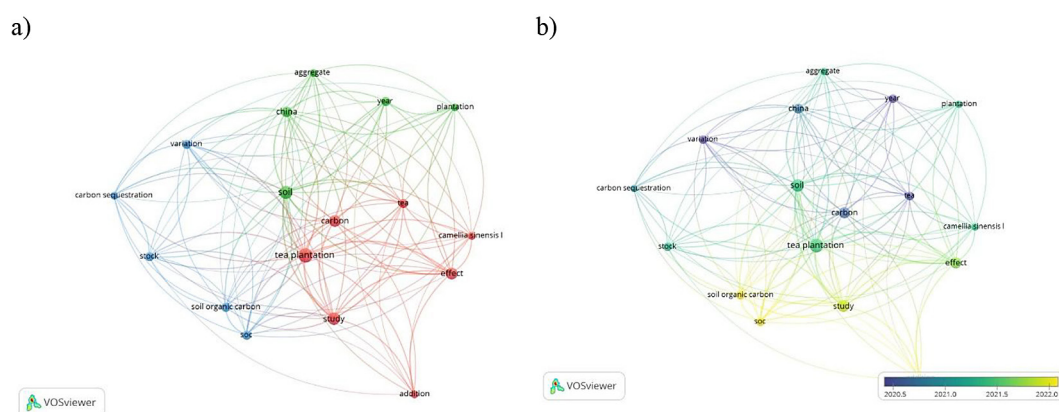 a)
aggregate
year
plantation
china
variation
carbon sequestration
soil
tea
carbon
camellia sinensis l
tea plantation
stock
effect
soil organic carbon
study
soc
addition
VOSviewer
b)
aggregate
year
plantation
china
variation
carbon sequestration
soil
tea
carbon
camellia sinensis l
tea plantation
stock
effect
soil organic carbon
study
soc
VOSviewer
2020.5 2021.0 2021.5 2022.0